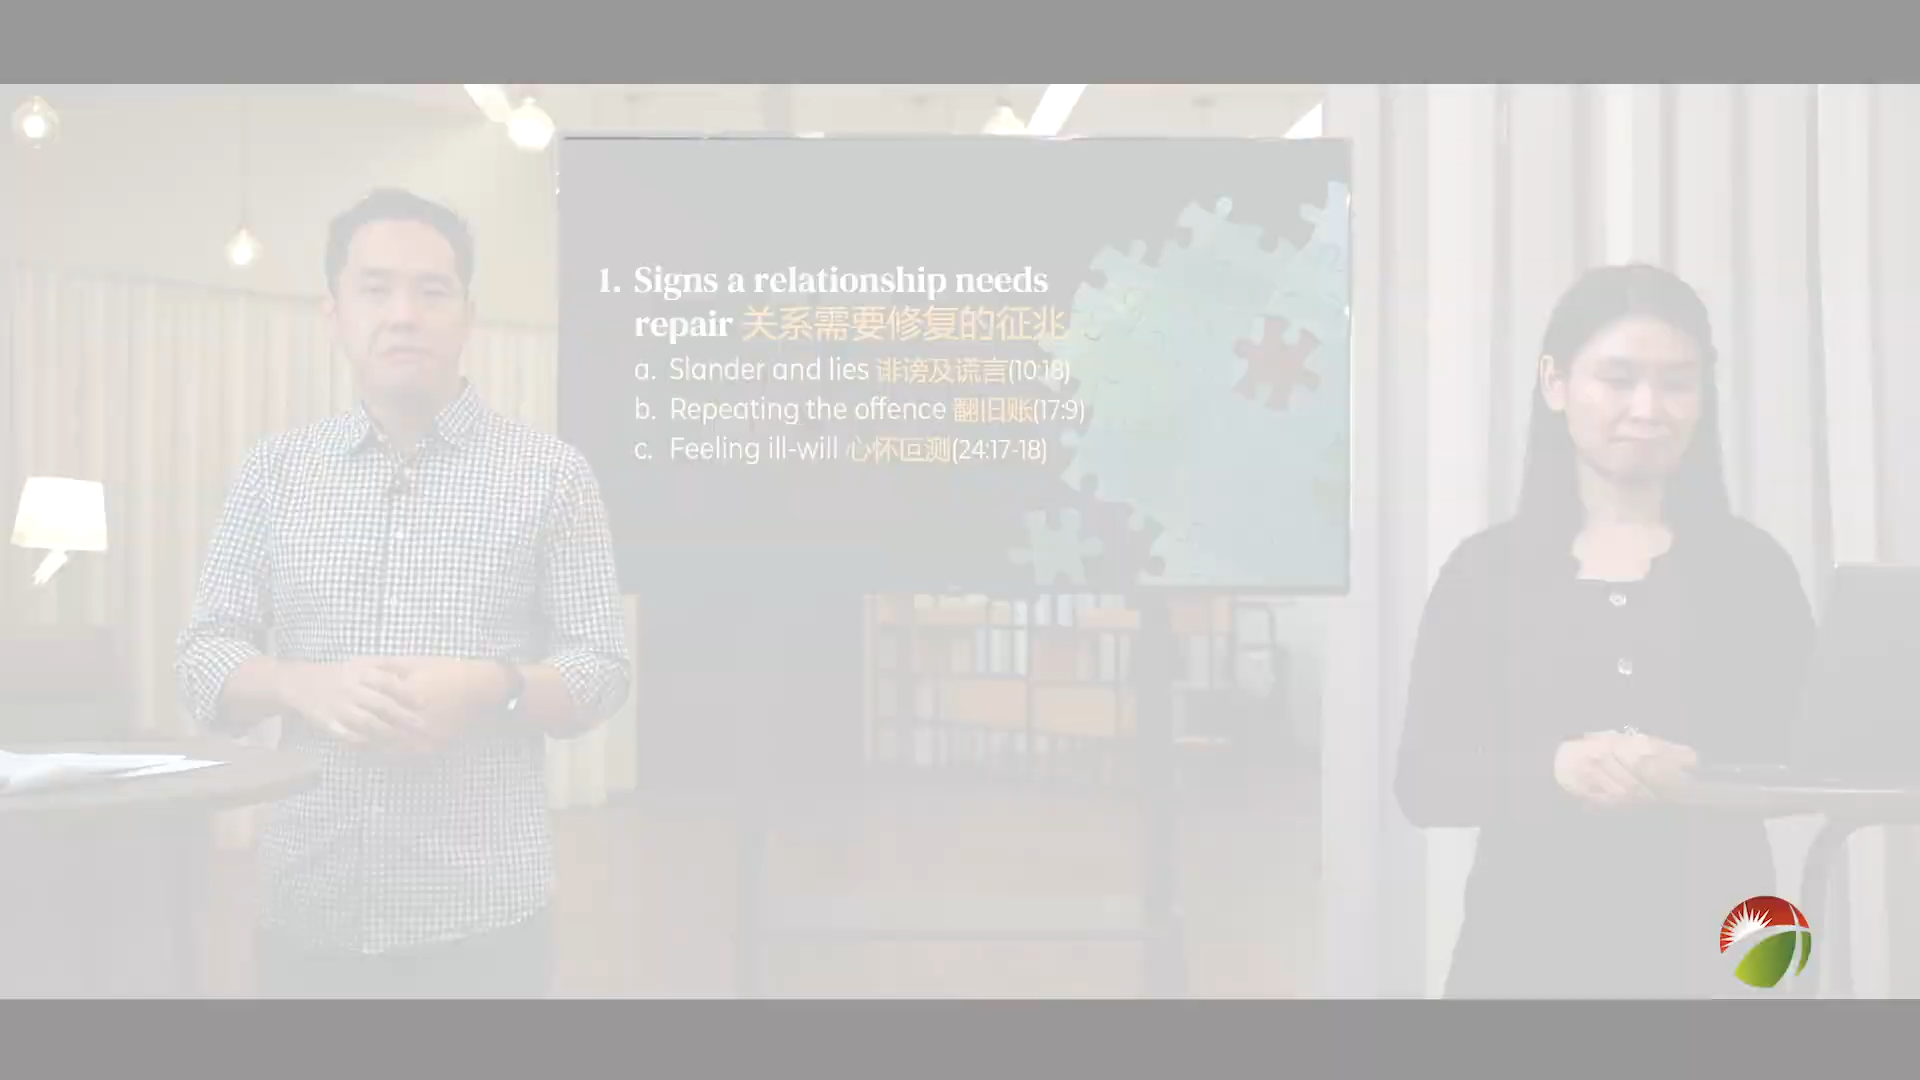 1. Signs a relationship needs
repair 关系需要修复的征兆
a. Slander and lies 诽谤及谎言(10:18)
b. Repeating the offence 翻旧账(17:9)
c. Feeling ill-will 心怀叵测(24:17-18)